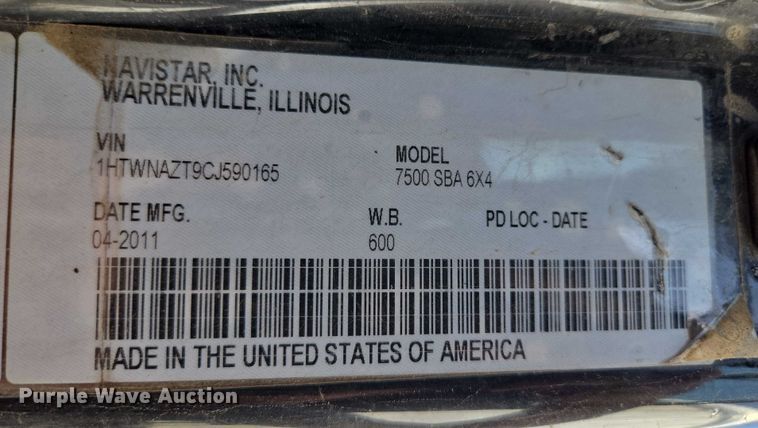 NAVISTAR, INC.
WARRENVILLE, ILLINOIS
VIN
1HTWNAZT9CJ590165
MODEL
7500 SBA 6X4
DATE MFG.
04-2011
W.B.
600
PD LOC - DATE
MADE IN THE UNITED STATES OF AMERICA
Purple Wave Auction